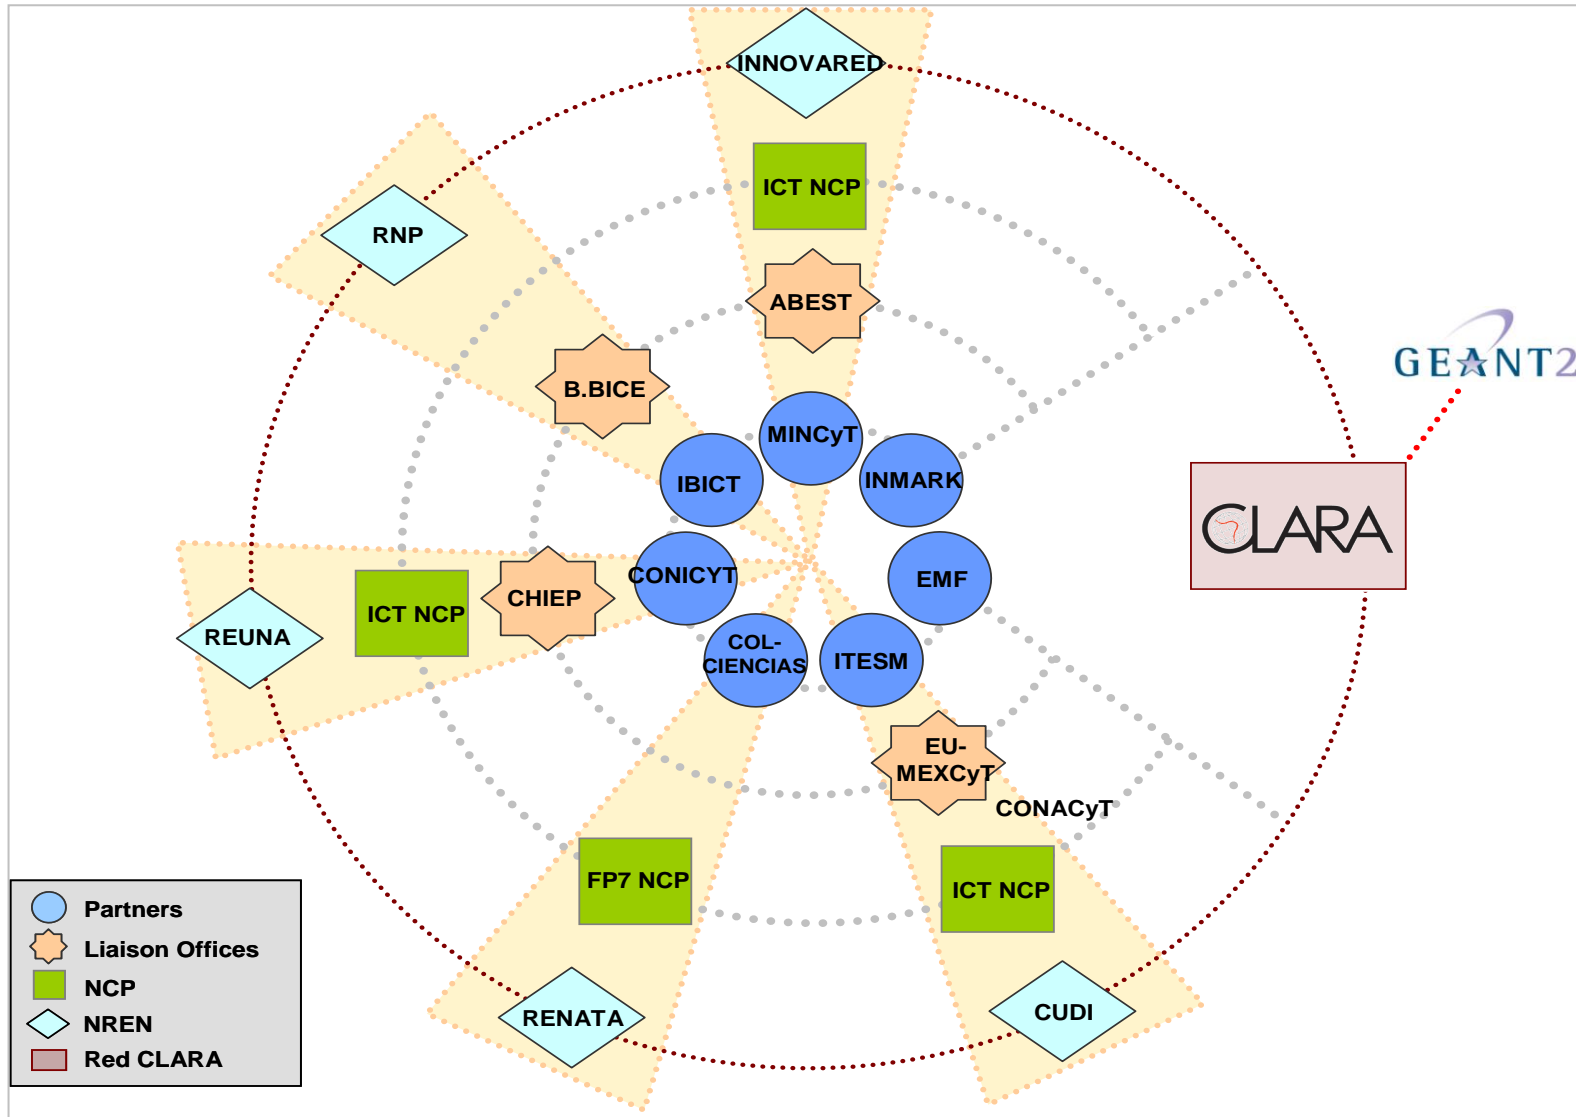 INNOVARED
ICT NCP
RNP
ABEST
GEANT2
B.BICE
MINCyT
IBICT
INMARK
CLARA
CONICYT
EMF
CHIEP
ICT NCP
REUNA
COL-
CIENCIAS
ITESM
EU-
MEXCyT
CONACyT
FP7 NCP
ICT NCP
RENATA
CUDI
Partners
Liaison Offices
NCP
NREN
Red CLARA